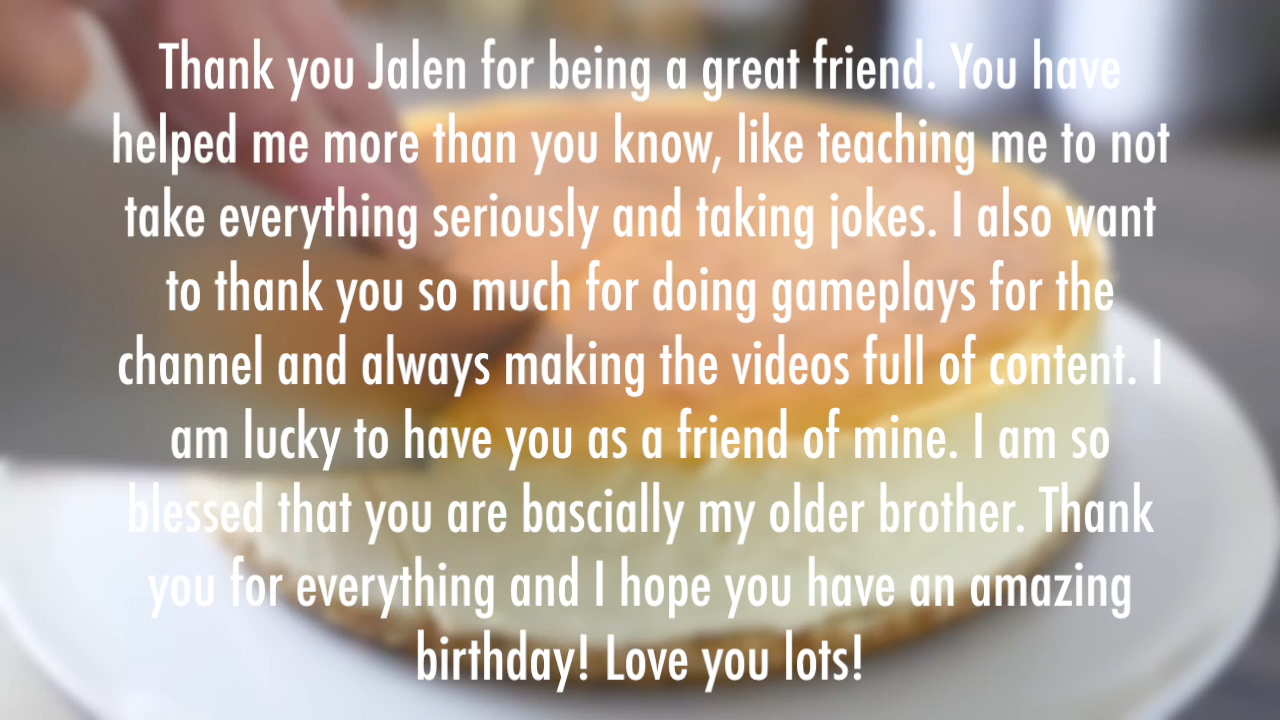 Thank you Jalen for being a great friend. You have
helped me more than you know, like teaching me to not
take everything seriously and taking jokes. I also want
to thank you so much for doing gameplays for the
channel and always making the videos full of content. I
am lucky to have you as a friend of mine. I am so
blessed that you are bascially my older brother. Thank
you for everything and I hope you have an amazing
birthday! Love you lots!